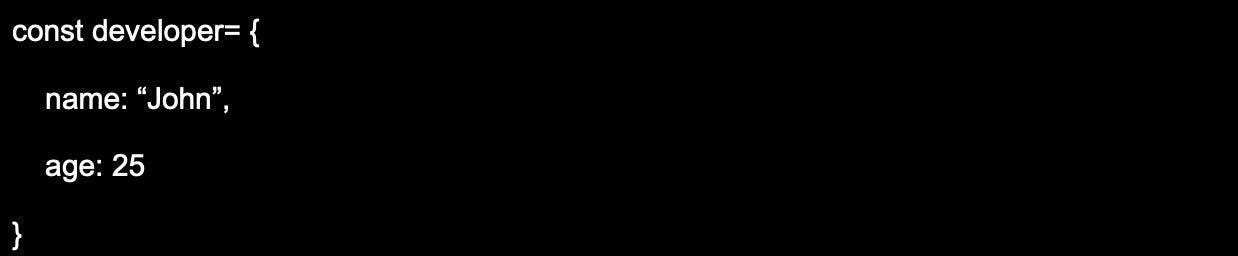 const developer= {
name: “John”,
age: 25
}